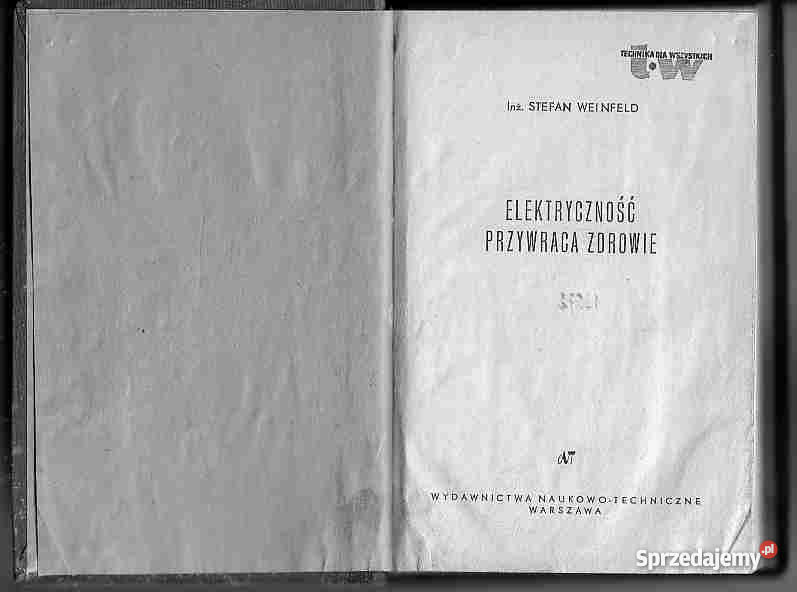 TECHNIKA DLA WSZYSTKICH
t.w
Inż. STEFAN WEINFELD
ELEKTRYCZNOŚĆ
PRZYWRACA ZDROWIE
WYDAWNICTWA NAUKOWO-TECHNICZNE
WARSZAWA
Sprzedajemy.pl